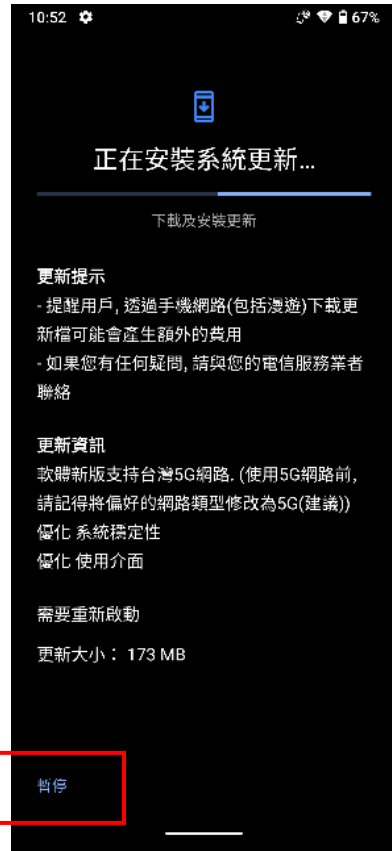 10:52
67%
正在安裝系統更新...
下載及安裝更新
更新提示
- 提醒用戶, 透過手機網路(包括漫遊)下載更
新檔可能會產生額外的費用
- 如果您有任何疑問, 請與您的電信服務業者
聯絡
更新資訊
軟體新版支持台灣5G網路. (使用5G網路前,
請記得將偏好的網路類型修改為5G(建議))
優化 系統穩定性
優化 使用介面
需要重新啟動
更新大小： 173 MB
暫停